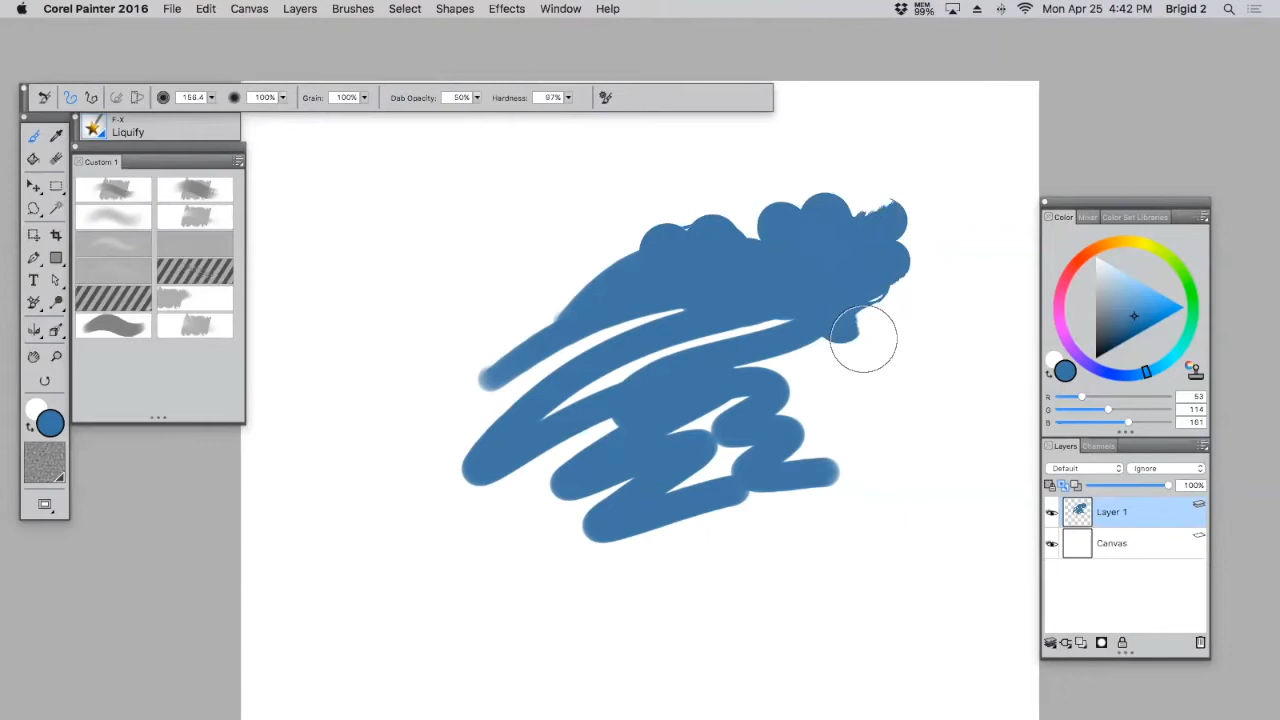 Corel Painter 2016 File Edit Canvas Layers Brushes Select Shapes Effects Window Help MEM 99% Mon Apr 25 4:42 PM Brigid 2
156.4 100% Grain: 100% Dab Opacity: 50% Hardness: 97%
F-X
Liquify
Custom 1
T
Color Mixer Color Set Libraries
R 53
G 114
B 161
Layers Channels
Default Ignore
100%
Layer 1
Canvas